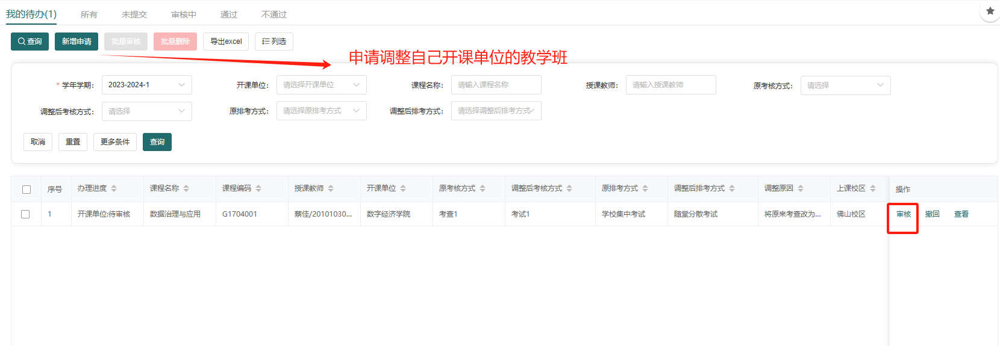 我的待办(1) 所有 未提交 审核中 通过 不通过
查询 新增申请 批量审核 批量删除 导出excel 列选
申请调整自己开课单位的教学班
* 学年学期: 2023-2024-1 开课单位: 请选择开课单位 课程名称: 请输入课程名称 授课教师: 请输入授课教师 原考核方式: 请选择
调整后考核方式: 请选择 原排考方式: 请选择原排考方式 调整后排考方式: 请选择调整后排考方式
取消 重置 更多条件 查询
序号 办理进度 课程名称 课程编码 授课教师 开课单位 原考核方式 调整后考核方式 原排考方式 调整后排考方式 调整原因 上课校区 操作
1 开课单位:待审核 数据治理与应用 G1704001 蔡佳/20101030... 数字经济学院 考查1 考试1 学校集中考试 随堂分散考试 将原来考查改为... 佛山校区 审核 撤回 查看